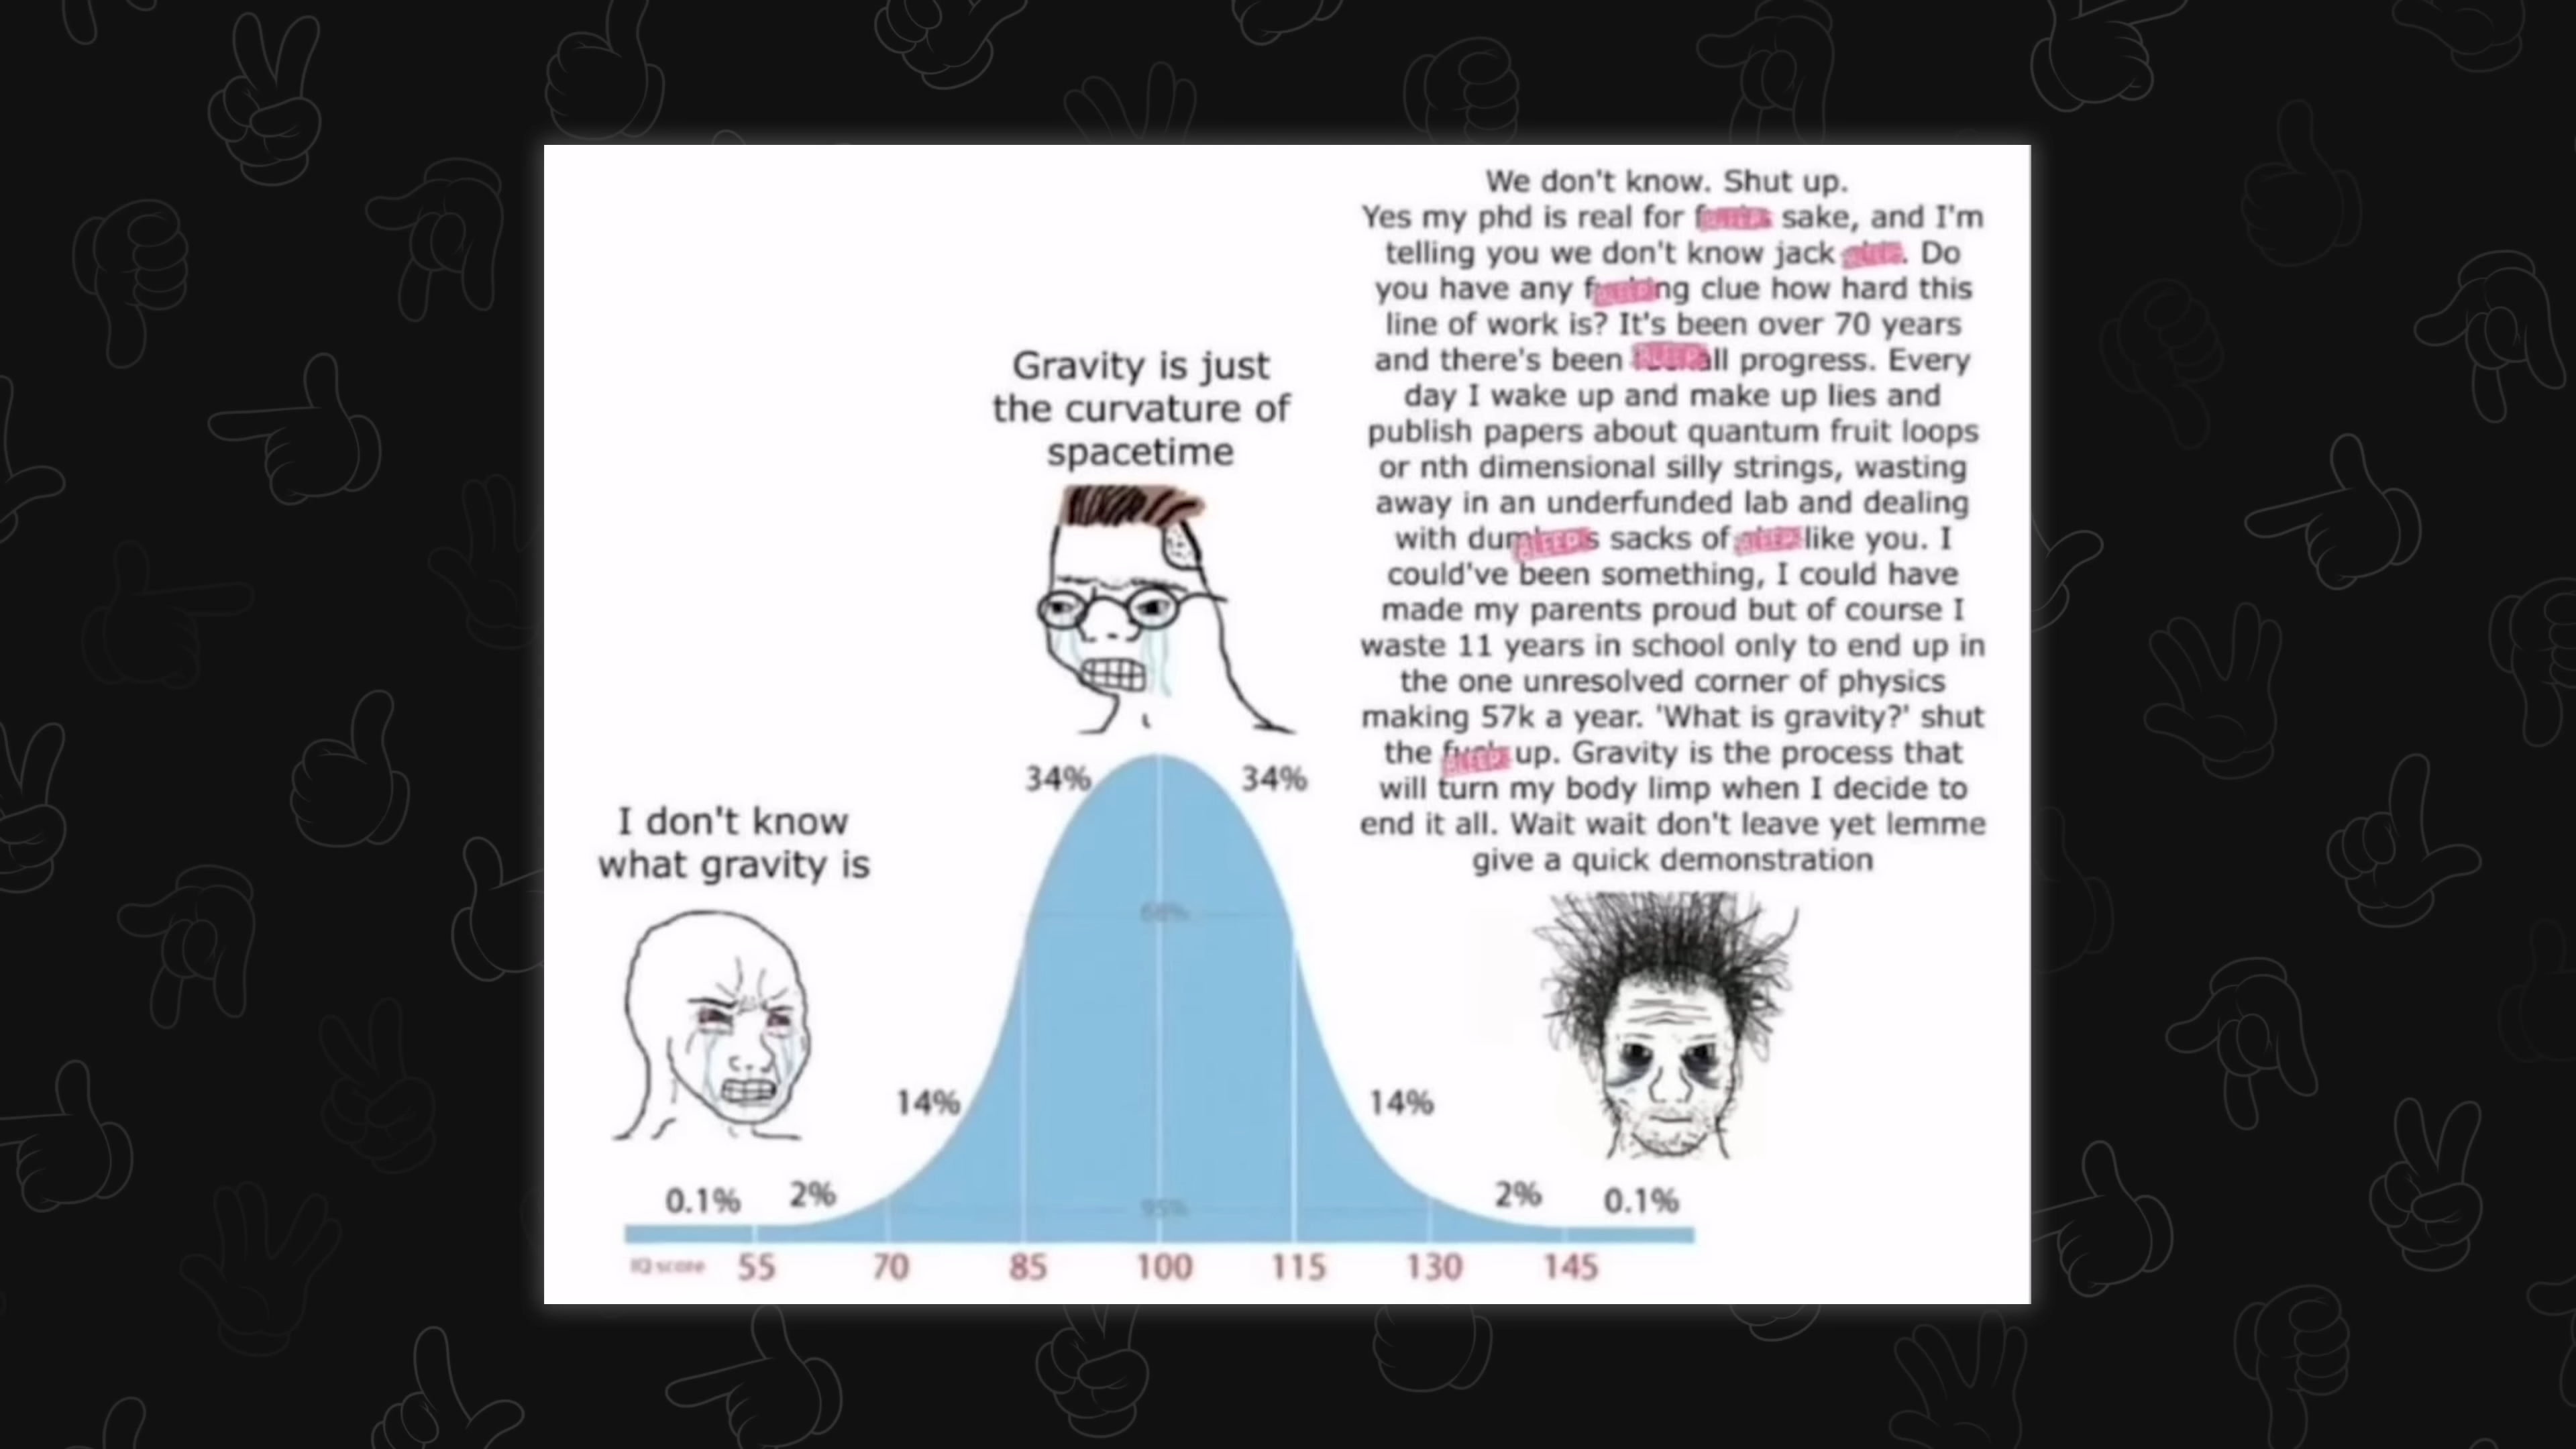 We don't know. Shut up.
Yes my phd is real for sake, and I'm
telling you we don't know jack . Do
you have any clue how hard this
line of work is? It's been over 70 years
and there's been progress. Every
day I wake up and make up lies and
publish papers about quantum fruit loops
or nth dimensional silly strings, wasting
away in an underfunded lab and dealing
with sacks of like you. I
could've been something, I could have
made my parents proud but of course I
waste 11 years in school only to end up in
the one unresolved corner of physics
making 57k a year. 'What is gravity?' shut
the up. Gravity is the process that
will turn my body limp when I decide to
end it all. Wait wait don't leave yet lemme
give a quick demonstration
Gravity is just
the curvature of
spacetime
I don't know
what gravity is
34% 34%
68%
14% 14%
0.1% 2% 95% 2% 0.1%
IQ score 55 70 85 100 115 130 145